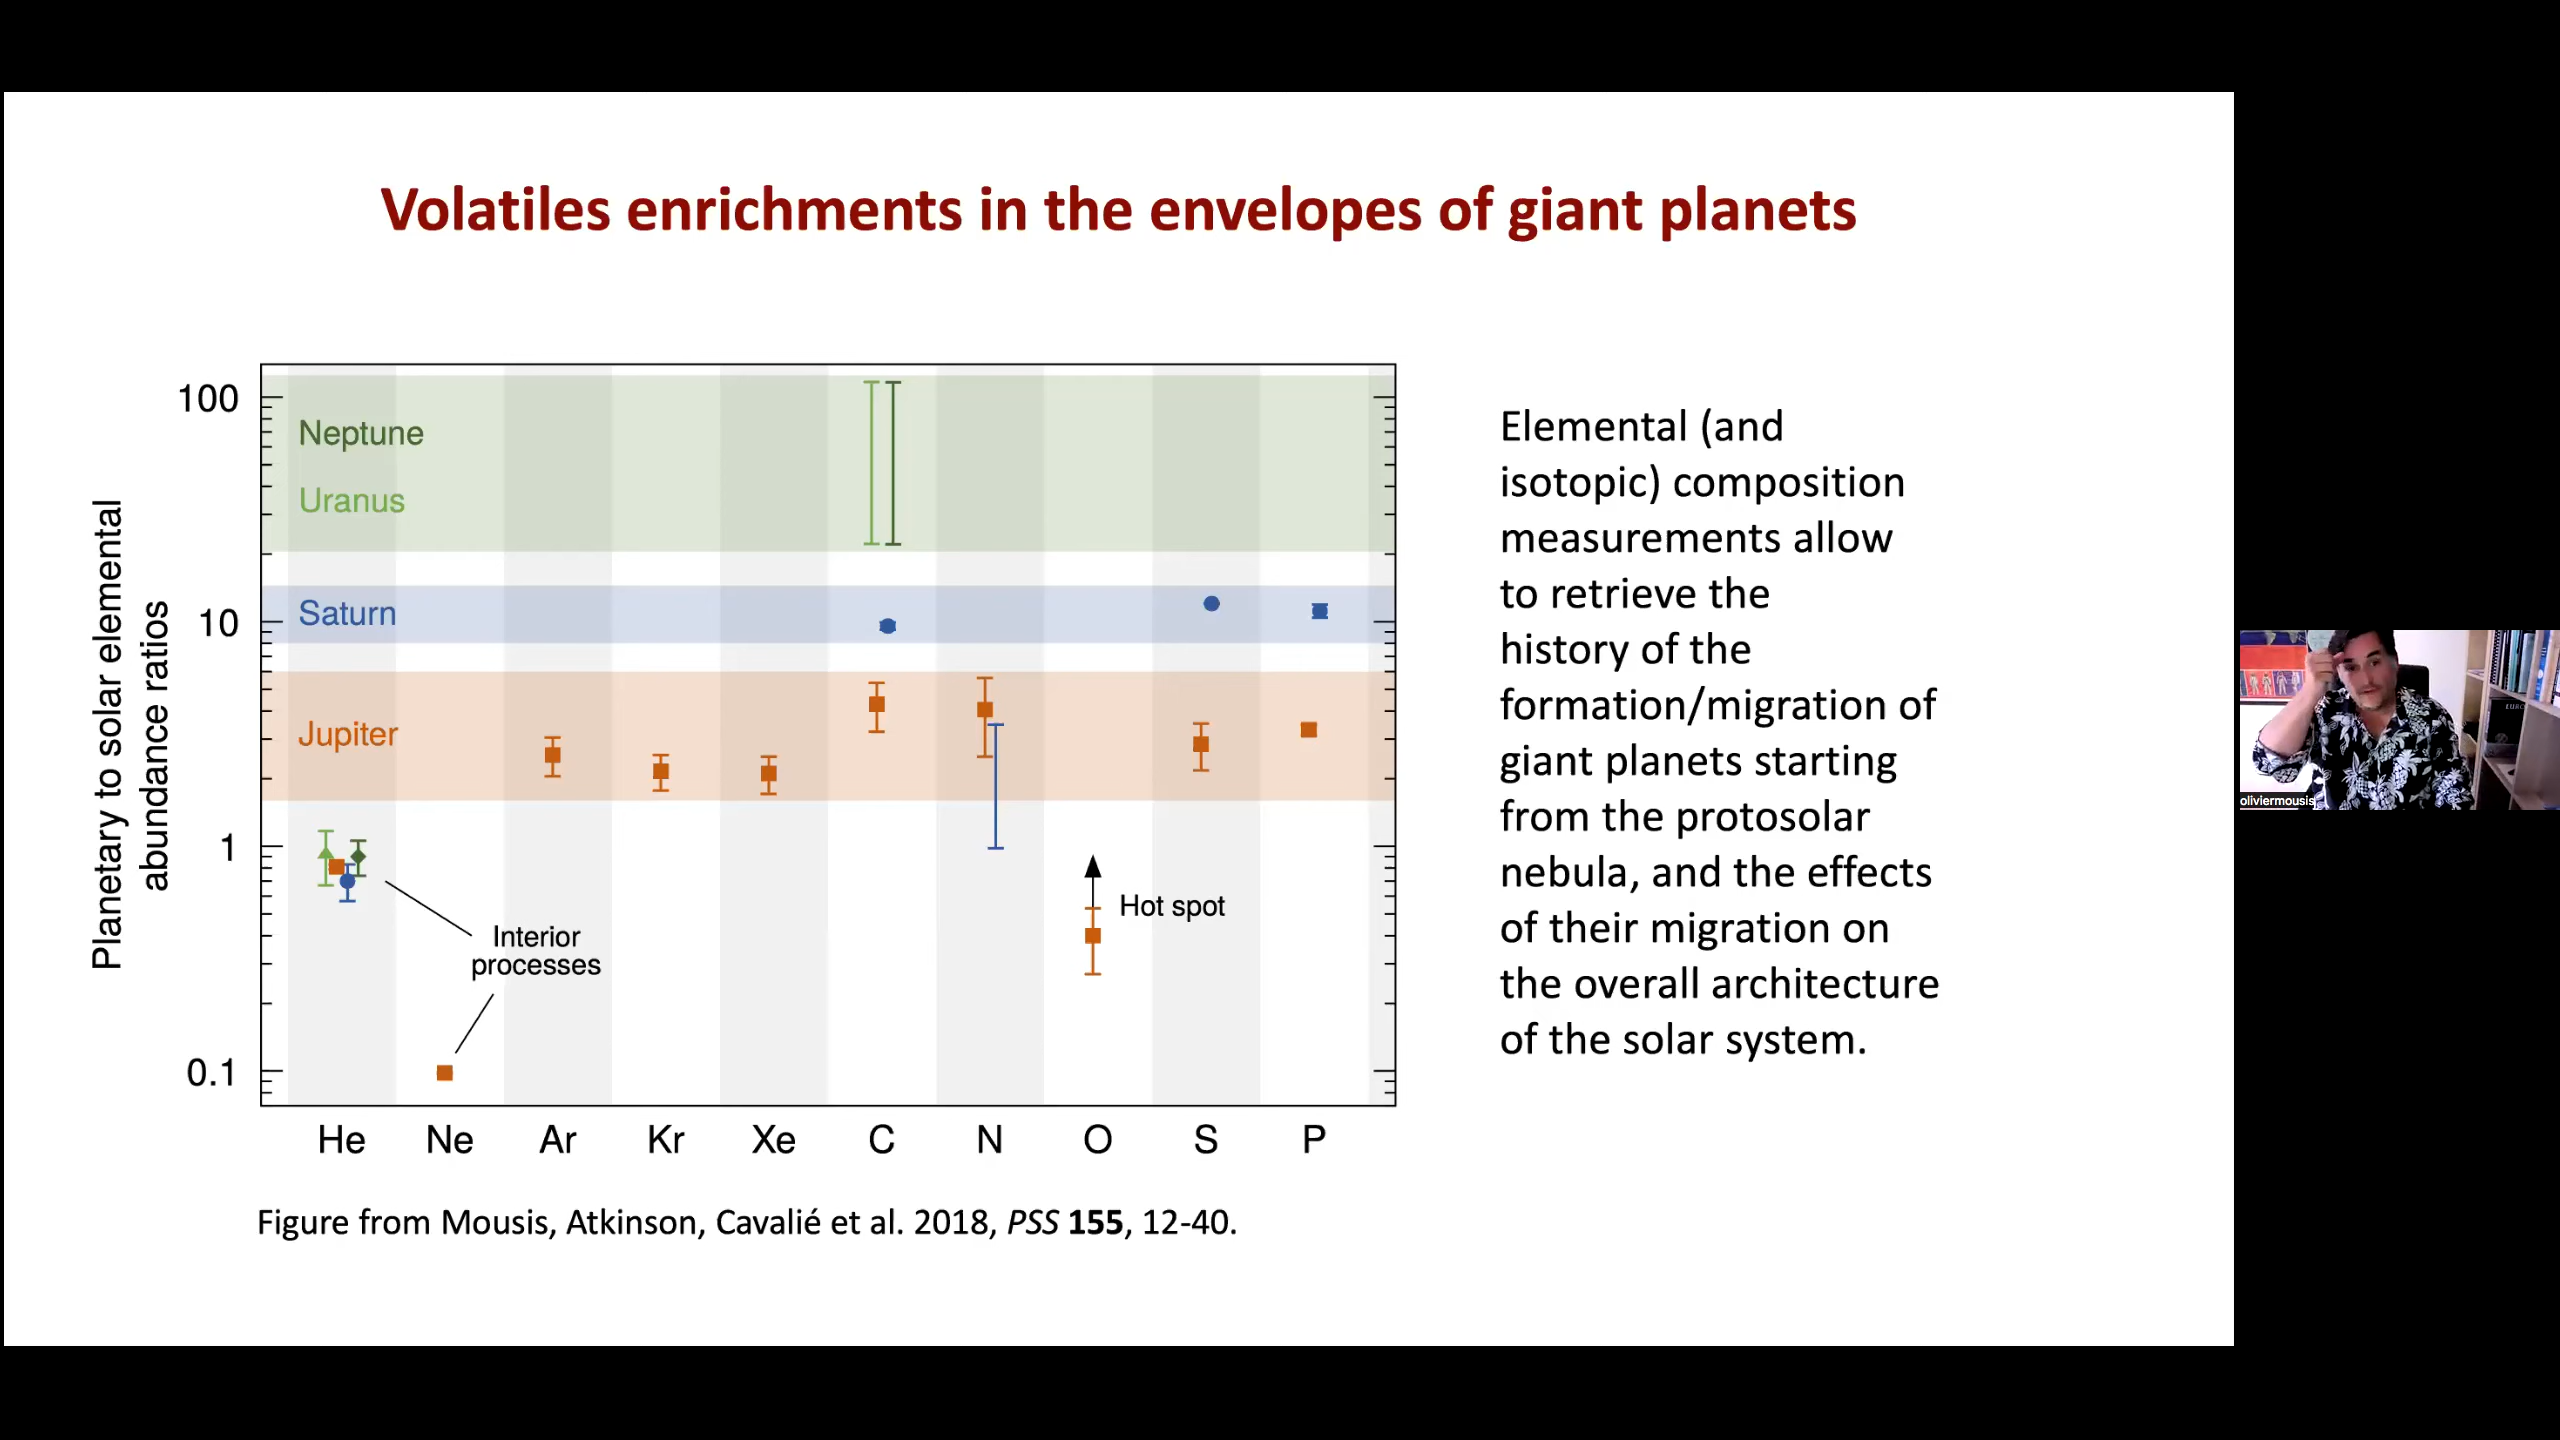 Volatiles enrichments in the envelopes of giant planets
Planetary to solar elemental
abundance ratios
100
10
1
0.1
Neptune
Uranus
Saturn
Jupiter
Interior
processes
Hot spot
He Ne Ar Kr Xe C N O S P
Figure from Mousis, Atkinson, Cavalié et al. 2018, PSS 155, 12-40.
Elemental (and
isotopic) composition
measurements allow
to retrieve the
history of the
formation/migration of
giant planets starting
from the protosolar
nebula, and the effects
of their migration on
the overall architecture
of the solar system.
oliviermousis